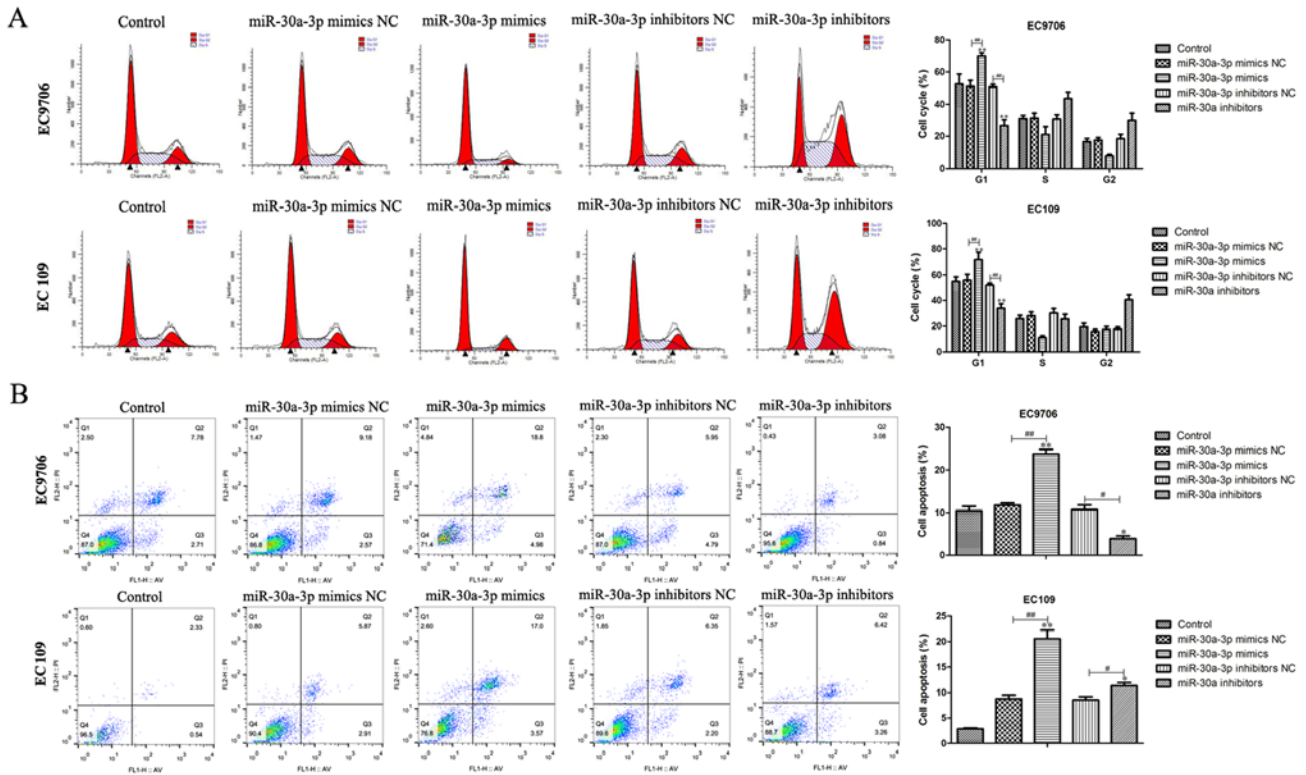 A
Control
miR-30a-3p mimics NC
miR-30a-3p mimics
miR-30a-3p inhibitors NC
miR-30a-3p inhibitors
EC9706
Number
Channels (FL2-A)
EC9706
Cell cycle (%)
80
60
40
20
0
G1
S
G2
##
**
##
**
Control
miR-30a-3p mimics NC
miR-30a-3p mimics
miR-30a-3p inhibitors NC
miR-30a inhibitors
Control
miR-30a-3p mimics NC
miR-30a-3p mimics
miR-30a-3p inhibitors NC
miR-30a-3p inhibitors
EC 109
Number
Channels (FL2-A)
EC109
Cell cycle (%)
100
80
60
40
20
0
G1
S
G2
##
**
##
**
Control
miR-30a-3p mimics NC
miR-30a-3p mimics
miR-30a-3p inhibitors NC
miR-30a inhibitors
B
Control
miR-30a-3p mimics NC
miR-30a-3p mimics
miR-30a-3p inhibitors NC
miR-30a-3p inhibitors
EC9706
FL2-H :: PI
FL1-H :: AV
Q1
2.50
Q2
7.78
Q4
87.0
Q3
2.71
Q1
1.47
Q2
9.18
Q4
86.8
Q3
2.57
Q1
4.84
Q2
18.8
Q4
71.4
Q3
4.98
Q1
2.30
Q2
5.95
Q4
87.0
Q3
4.79
Q1
0.43
Q2
3.08
Q4
95.6
Q3
0.84
EC9706
Cell apoptosis (%)
30
20
10
0
##
**
#
*
Control
miR-30a-3p mimics NC
miR-30a-3p mimics
miR-30a-3p inhibitors NC
miR-30a inhibitors
Control
miR-30a-3p mimics NC
miR-30a-3p mimics
miR-30a-3p inhibitors NC
miR-30a-3p inhibitors
EC 109
FL2-H :: PI
FL1-H :: AV
Q1
0.60
Q2
2.33
Q4
96.5
Q3
0.54
Q1
0.80
Q2
5.87
Q4
90.4
Q3
2.91
Q1
2.60
Q2
17.0
Q4
76.8
Q3
3.57
Q1
1.85
Q2
6.35
Q4
89.6
Q3
2.20
Q1
1.57
Q2
6.42
Q4
88.7
Q3
3.26
EC109
Cell apoptosis (%)
25
20
15
10
5
0
##
**
#
*
Control
miR-30a-3p mimics NC
miR-30a-3p mimics
miR-30a-3p inhibitors NC
miR-30a inhibitors